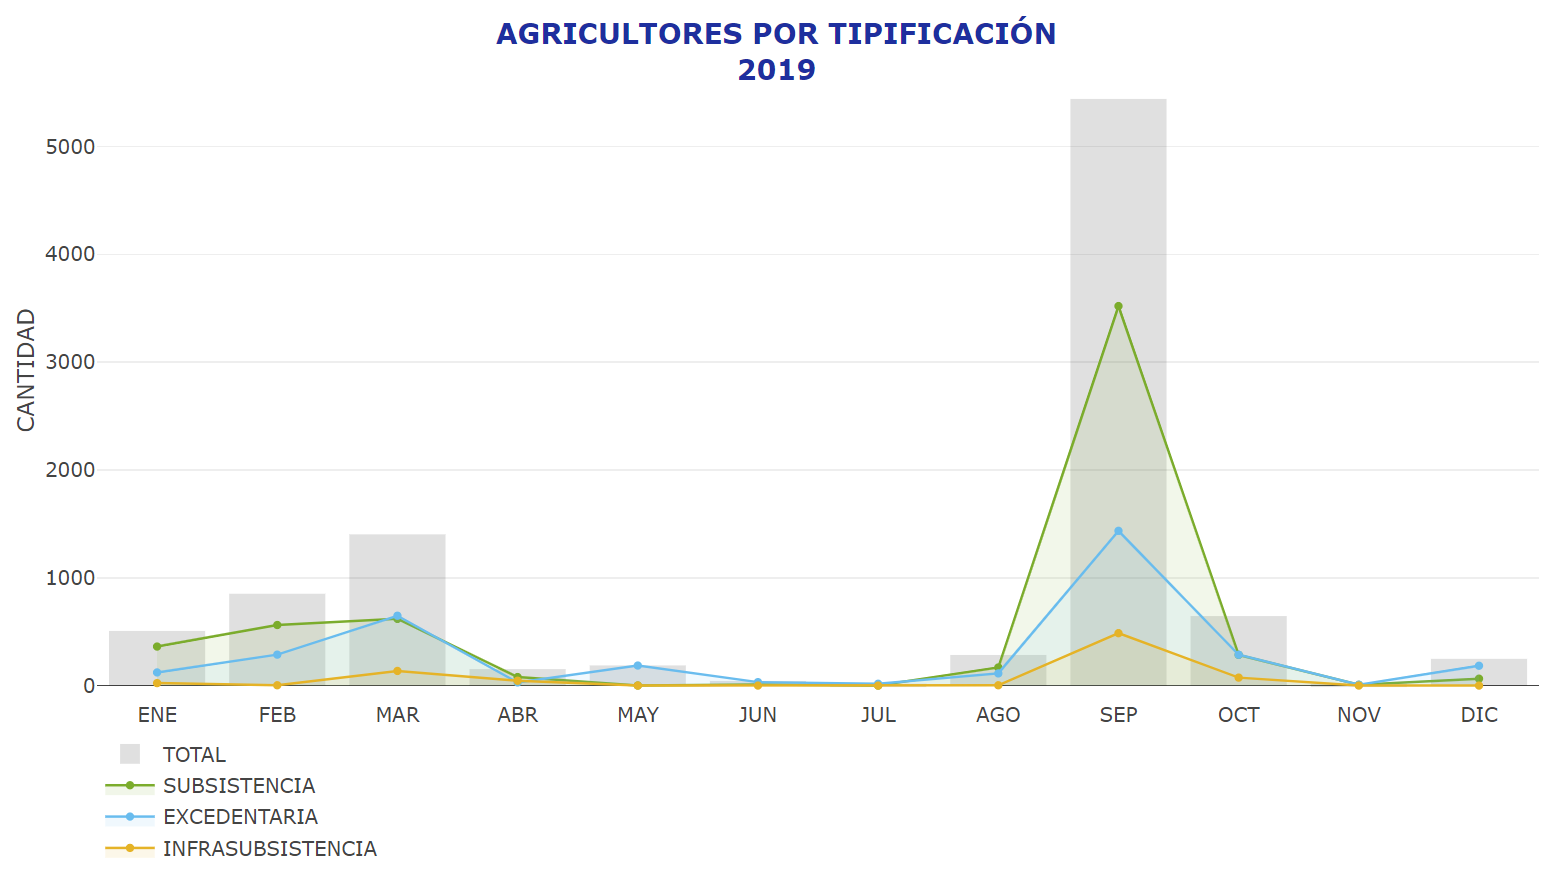 AGRICULTORES POR TIPIFICACIÓN
2019
CANTIDAD
5000
4000
3000
2000
1000
0
ENE FEB MAR ABR MAY JUN JUL AGO SEP OCT NOV DIC
TOTAL
SUBSISTENCIA
EXCEDENTARIA
INFRASUBSISTENCIA